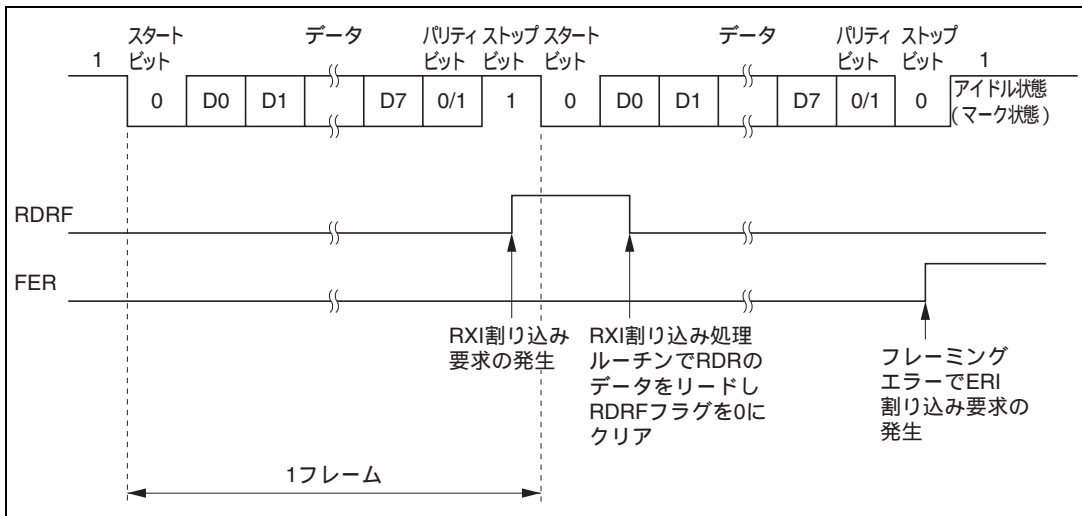 スタート データ パリティ ストップ スタート データ パリティ ストップ
1 ビット ビット ビット ビット ビット ビット 1
0 D0 D1 D7 0/1 1 0 D0 D1 D7 0/1 0 アイドル状態
(マーク状態)
RDRF
FER
RXI割り込み
要求の発生
RXI割り込み処理
ルーチンでRDRの
データをリードし
RDRFフラグを0に
クリア
フレーミング
エラーでERI
割り込み要求の
発生
1フレーム